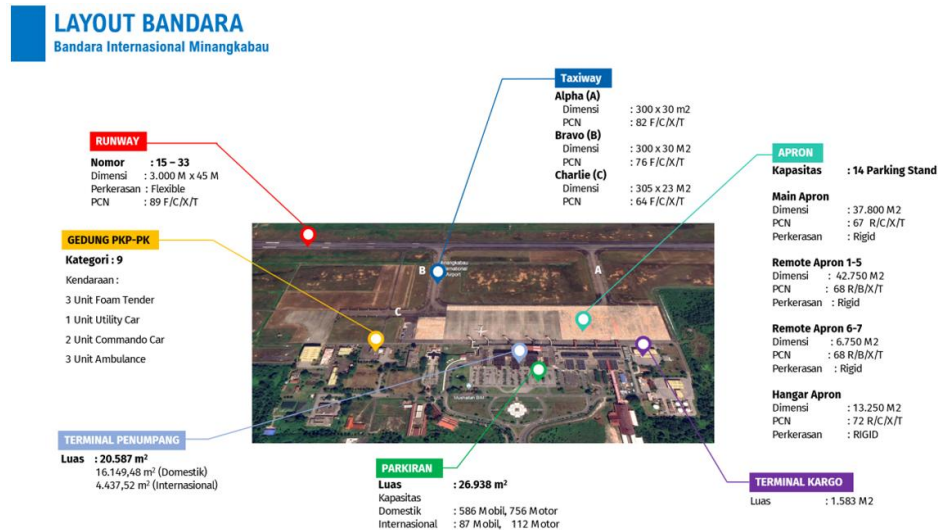 LAYOUT BANDARA
Bandara Internasional Minangkabau
Taxiway
Alpha (A)
Dimensi : 300 x 30 m2
PCN : 82 F/C/X/T
Bravo (B)
Dimensi : 300 x 30 M2
PCN : 76 F/C/X/T
Charlie (C)
Dimensi : 305 x 23 M2
PCN : 64 F/C/X/T
RUNWAY
Nomor : 15 – 33
Dimensi : 3.000 M x 45 M
Perkerasan : Flexible
PCN : 89 F/C/X/T
GEDUNG PKP-PK
Kategori : 9
Kendaraan :
3 Unit Foam Tender
1 Unit Utility Car
2 Unit Commando Car
3 Unit Ambulance
APRON
Kapasitas : 14 Parking Stand
Main Apron
Dimensi : 37.800 M2
PCN : 67 R/C/X/T
Perkerasan : Rigid
Remote Apron 1-5
Dimensi : 42.750 M2
PCN : 68 R/B/X/T
Perkerasan : Rigid
Remote Apron 6-7
Dimensi : 6.750 M2
PCN : 68 R/B/X/T
Perkerasan : Rigid
Hangar Apron
Dimensi : 13.250 M2
PCN : 72 R/C/X/T
Perkerasan : RIGID
B
A
C
International
Airport
TERMINAL PENUMPANG
Luas : 20.587 m²
16.149,48 m² (Domestik)
4.437,52 m² (Internasional)
PARKIRAN
Luas : 26.938 m²
Kapasitas
Domestik : 586 Mobil, 756 Motor
Internasional : 87 Mobil, 112 Motor
TERMINAL KARGO
Luas : 1.583 M2